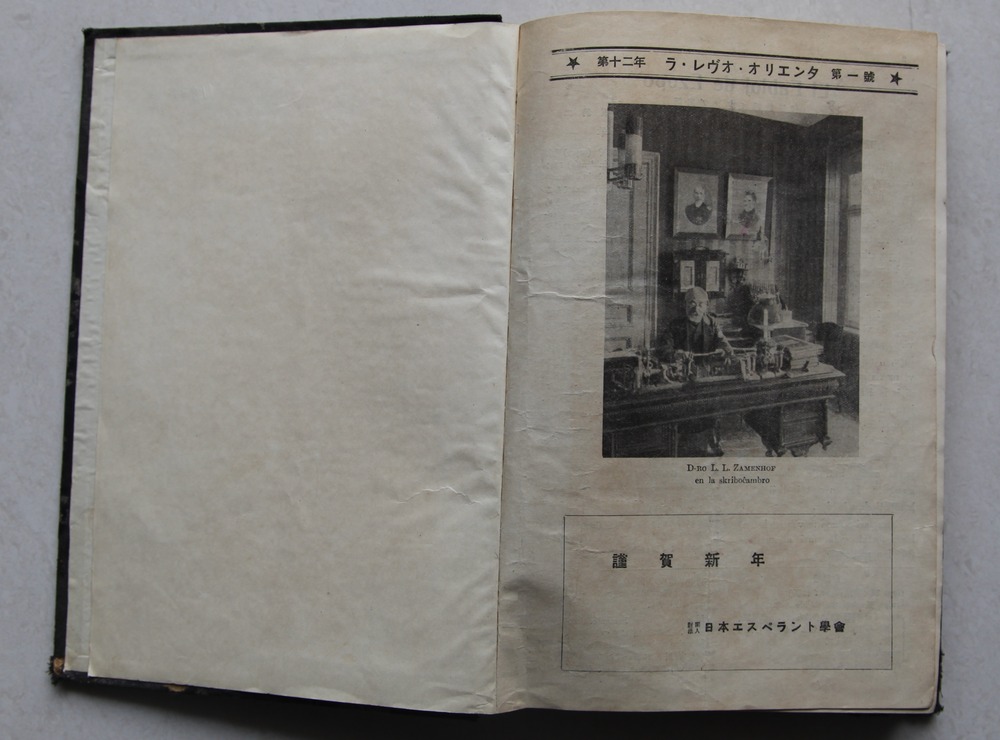 ★ 第十二年 ラ・レヴオ・オリエンタ 第一號 ★
D-RO L. L. ZAMENHOF
en la skriboĉambro
謹賀新年
財團法人 日本エスペラント學會